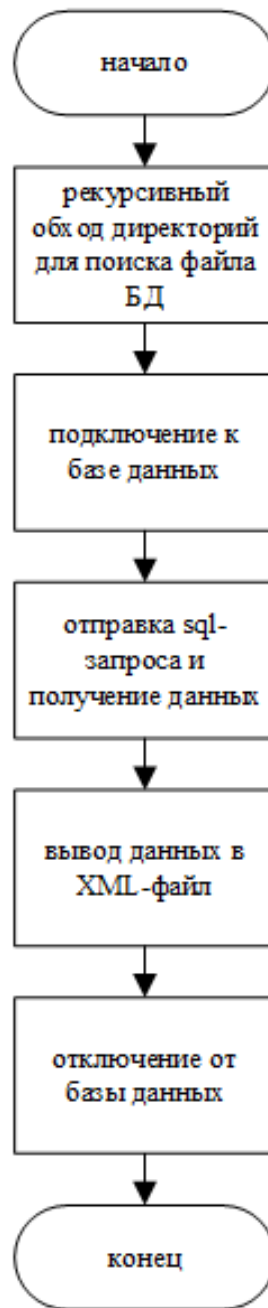 начало
рекурсивный
обход директорий
для поиска файла
БД
подключение к
базе данных
отправка sql-
запроса и
получение данных
вывод данных в
XML-файл
отключение от
базы данных
конец